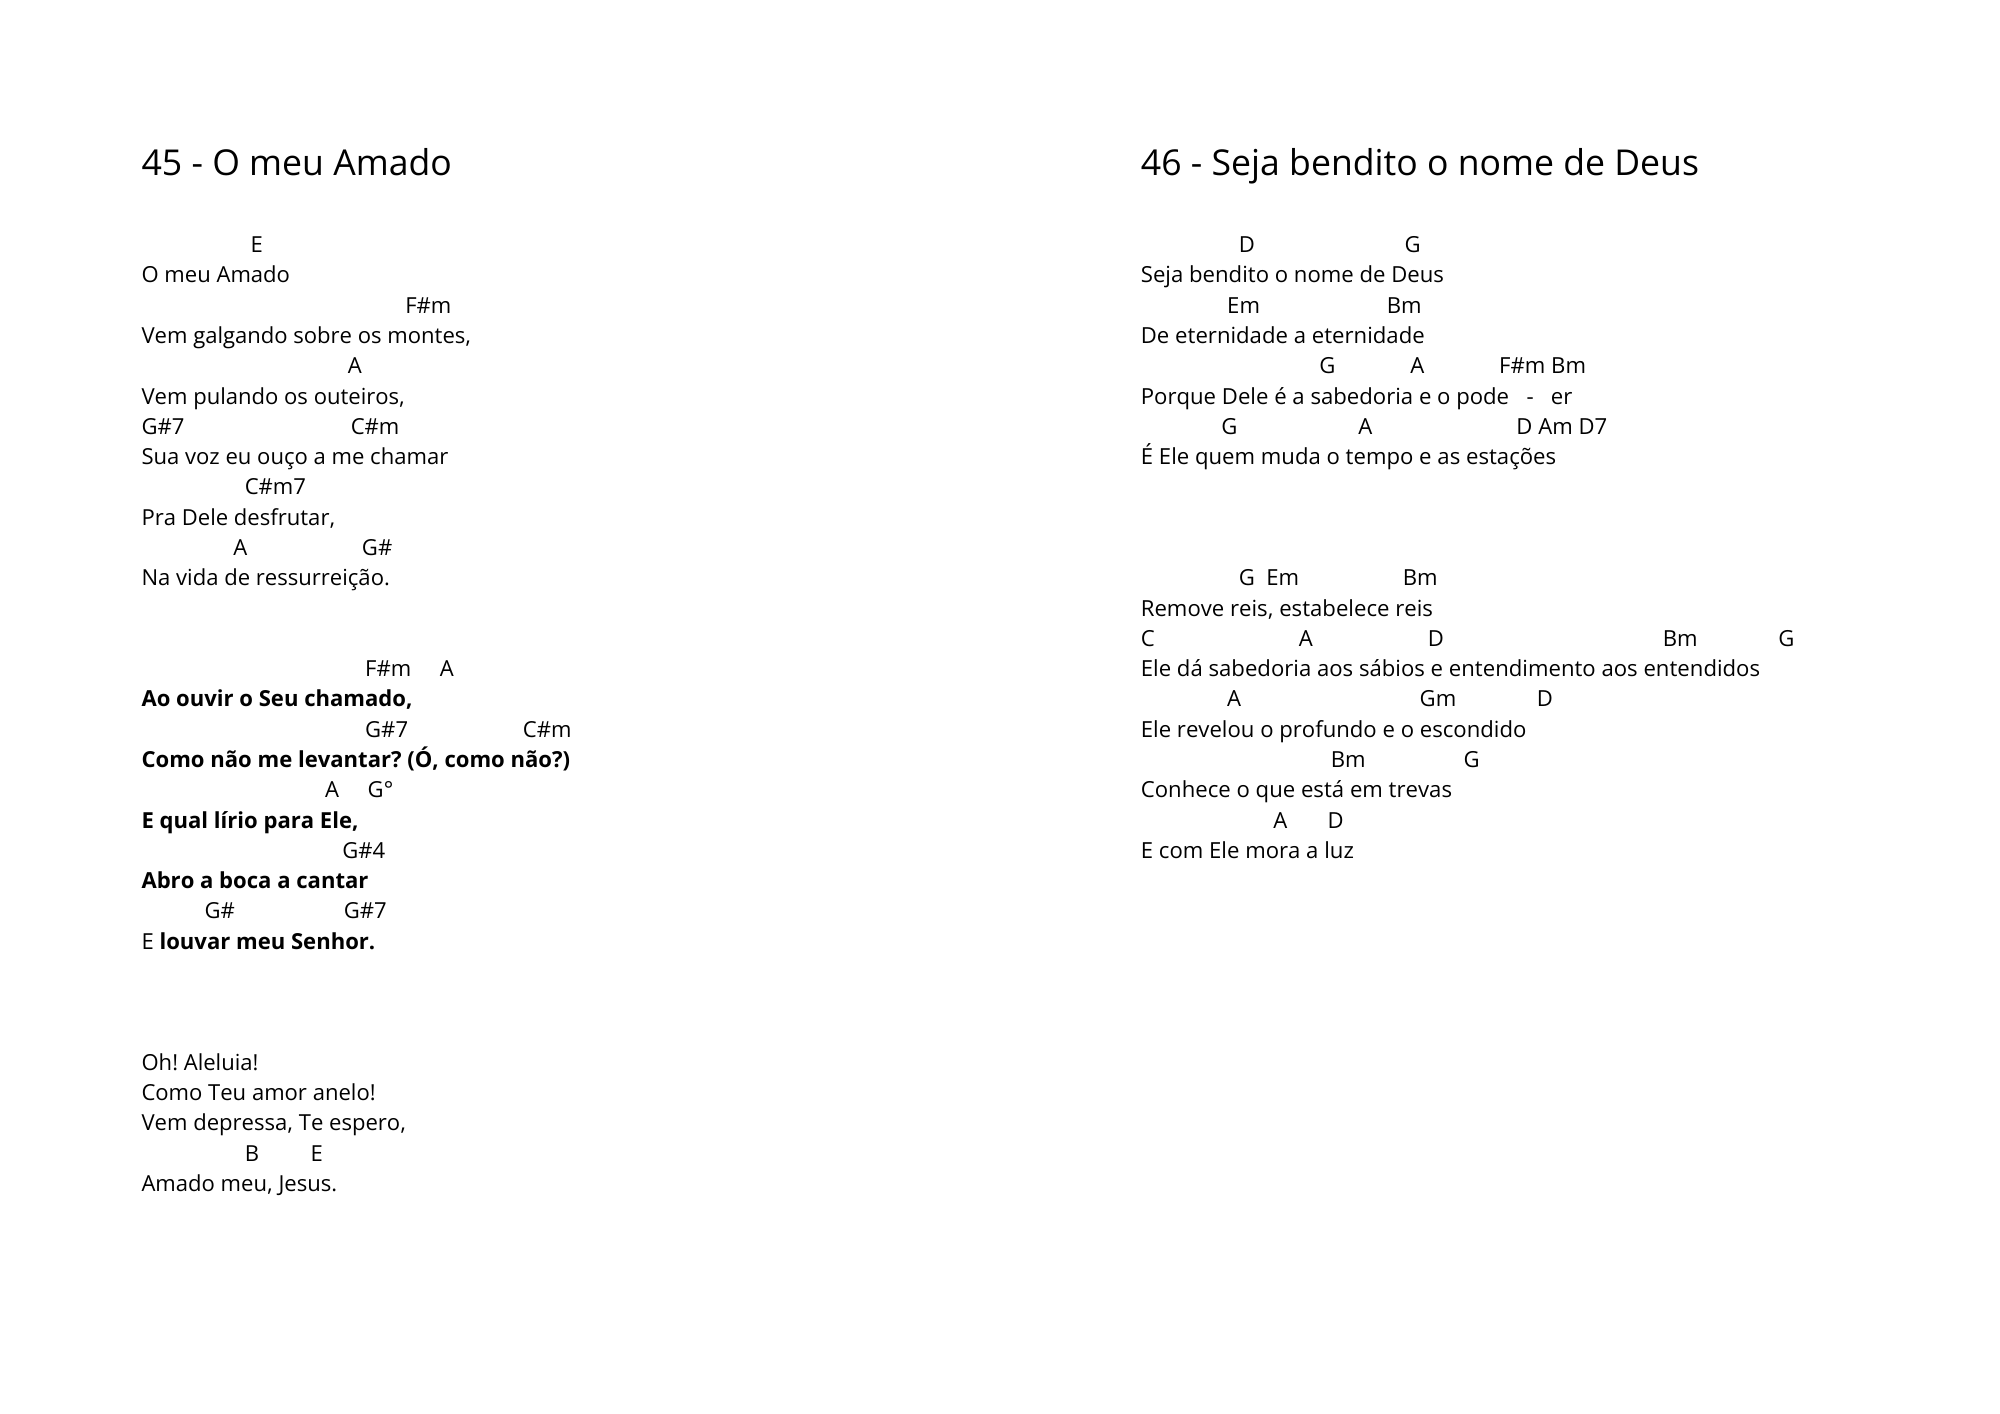 45 - O meu Amado
E
O meu Amado
F#m
Vem galgando sobre os montes,
A
Vem pulando os outeiros,
G#7 C#m
Sua voz eu ouço a me chamar
C#m7
Pra Dele desfrutar,
A G#
Na vida de ressurreição.
F#m A
Ao ouvir o Seu chamado,
G#7 C#m
Como não me levantar? (Ó, como não?)
A G°
E qual lírio para Ele,
G#4
Abro a boca a cantar
G# G#7
E louvar meu Senhor.
Oh! Aleluia!
Como Teu amor anelo!
Vem depressa, Te espero,
B E
Amado meu, Jesus.
46 - Seja bendito o nome de Deus
D G
Seja bendito o nome de Deus
Em Bm
De eternidade a eternidade
G A F#m Bm
Porque Dele é a sabedoria e o pode - er
G A D Am D7
É Ele quem muda o tempo e as estações
G Em Bm
Remove reis, estabelece reis
C A D Bm G
Ele dá sabedoria aos sábios e entendimento aos entendidos
A Gm D
Ele revelou o profundo e o escondido
Bm G
Conhece o que está em trevas
A D
E com Ele mora a luz